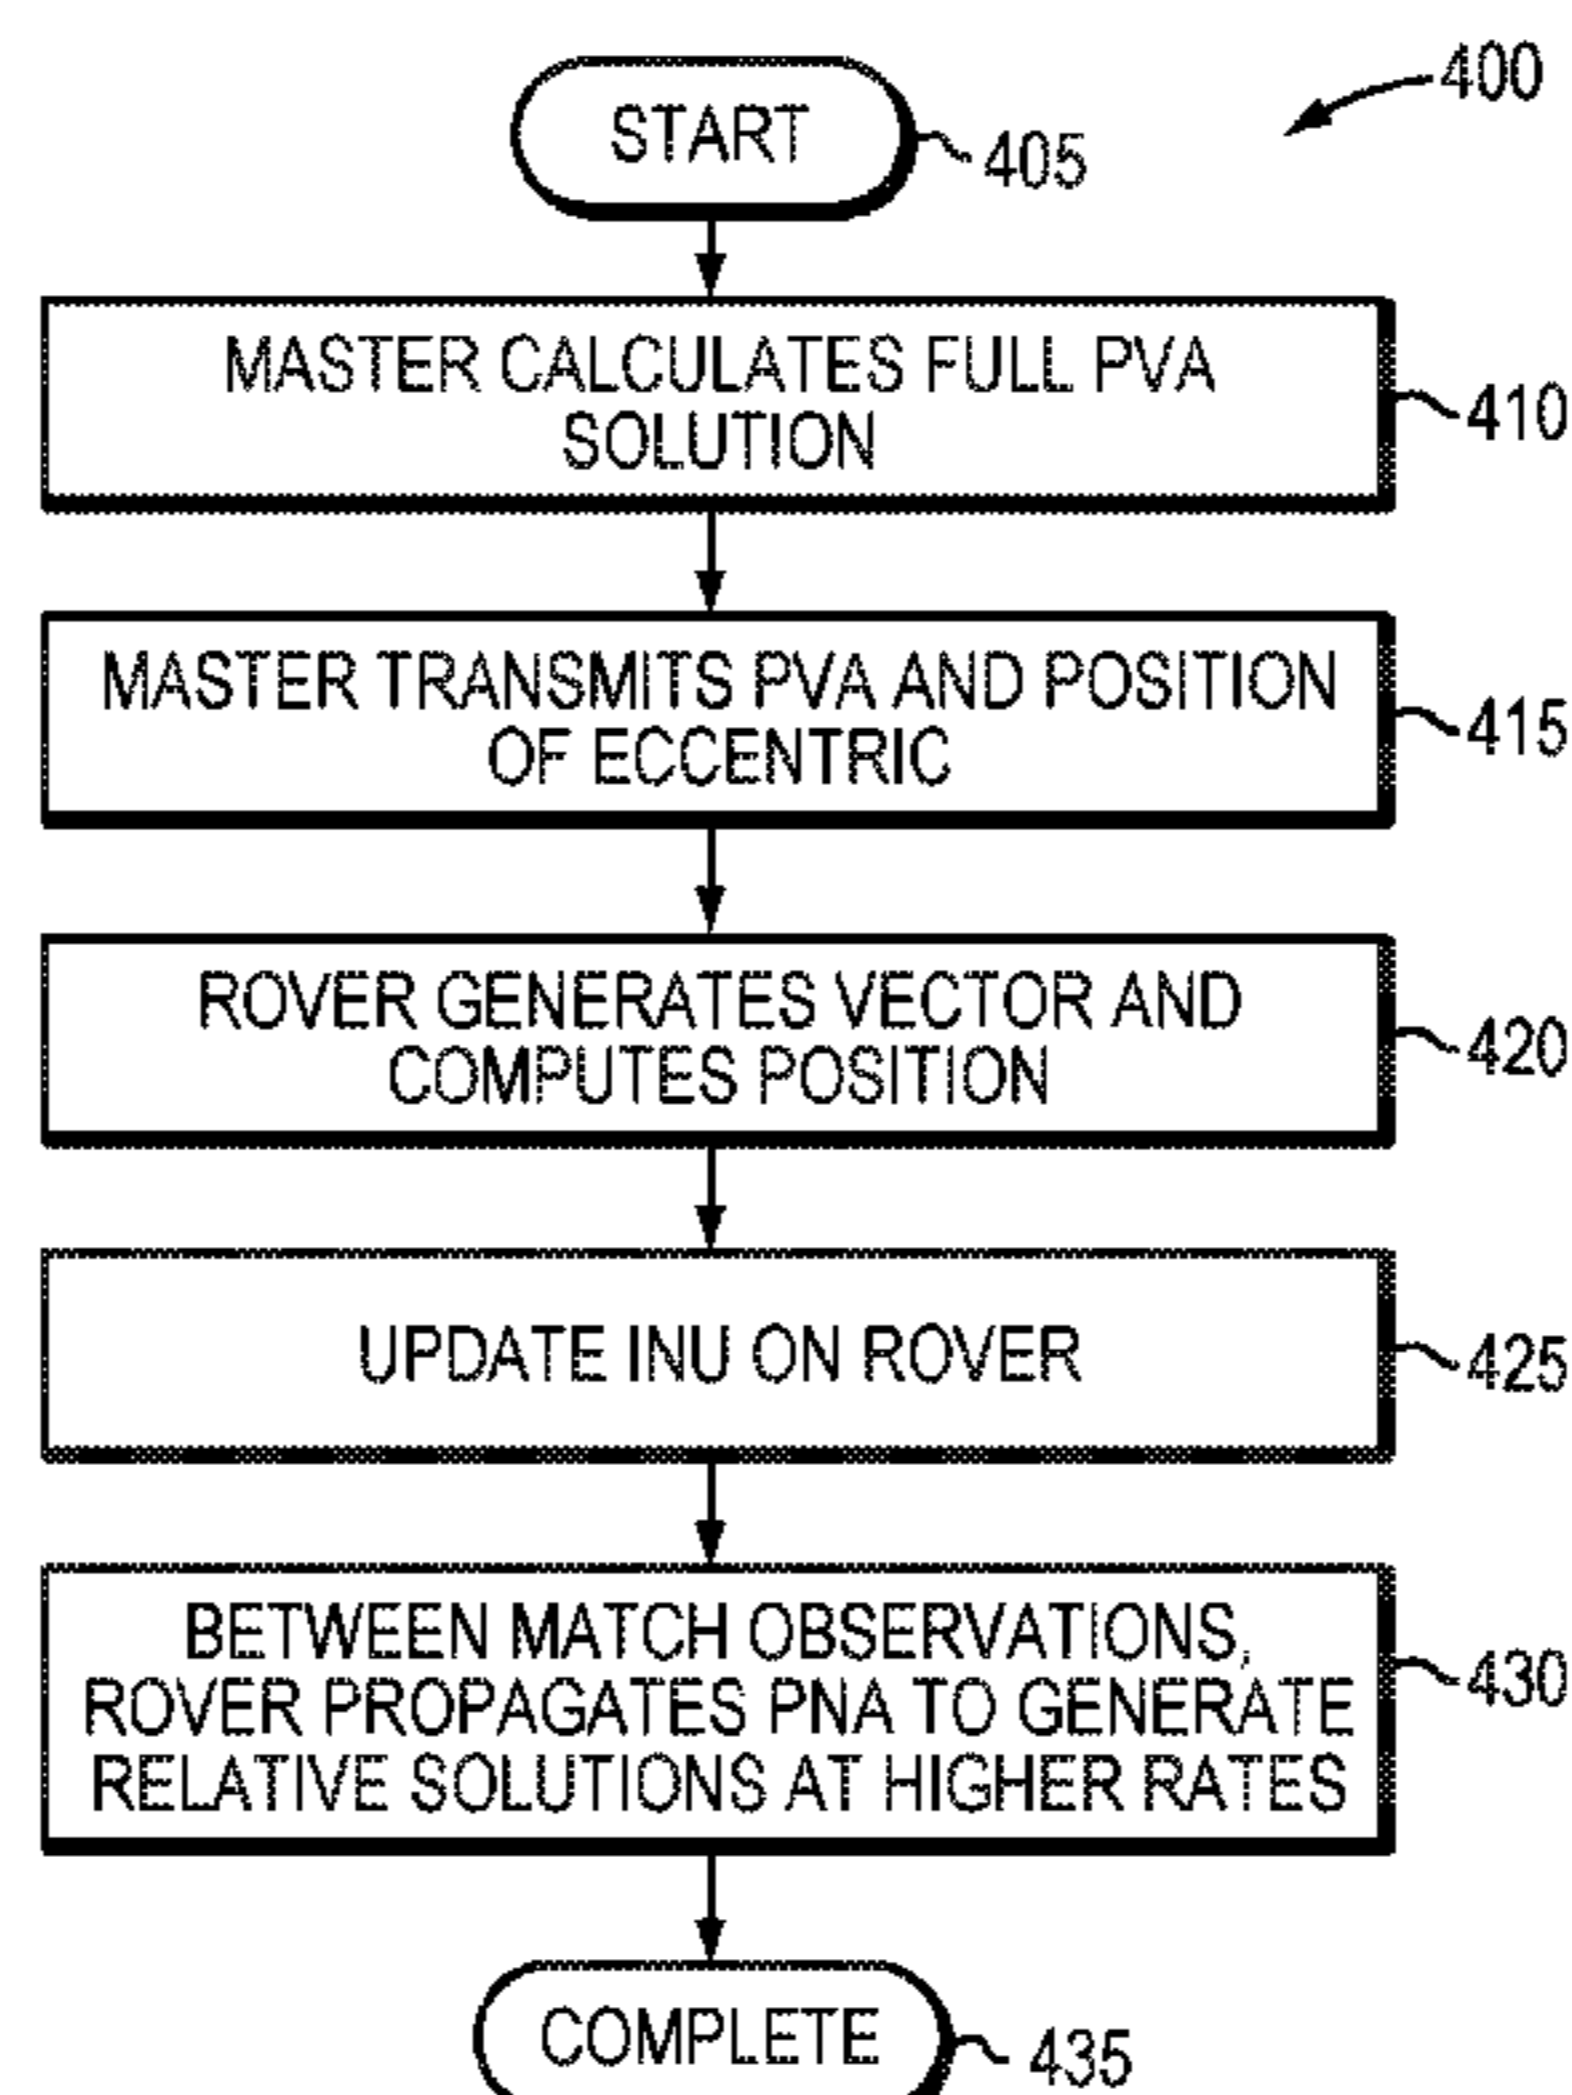 400
START
405
MASTER CALCULATES FULL PVA
SOLUTION
410
MASTER TRANSMITS PVA AND POSITION
OF ECCENTRIC
415
ROVER GENERATES VECTOR AND
COMPUTES POSITION
420
UPDATE INU ON ROVER
425
BETWEEN MATCH OBSERVATIONS,
ROVER PROPAGATES PNA TO GENERATE
RELATIVE SOLUTIONS AT HIGHER RATES
430
COMPLETE
435